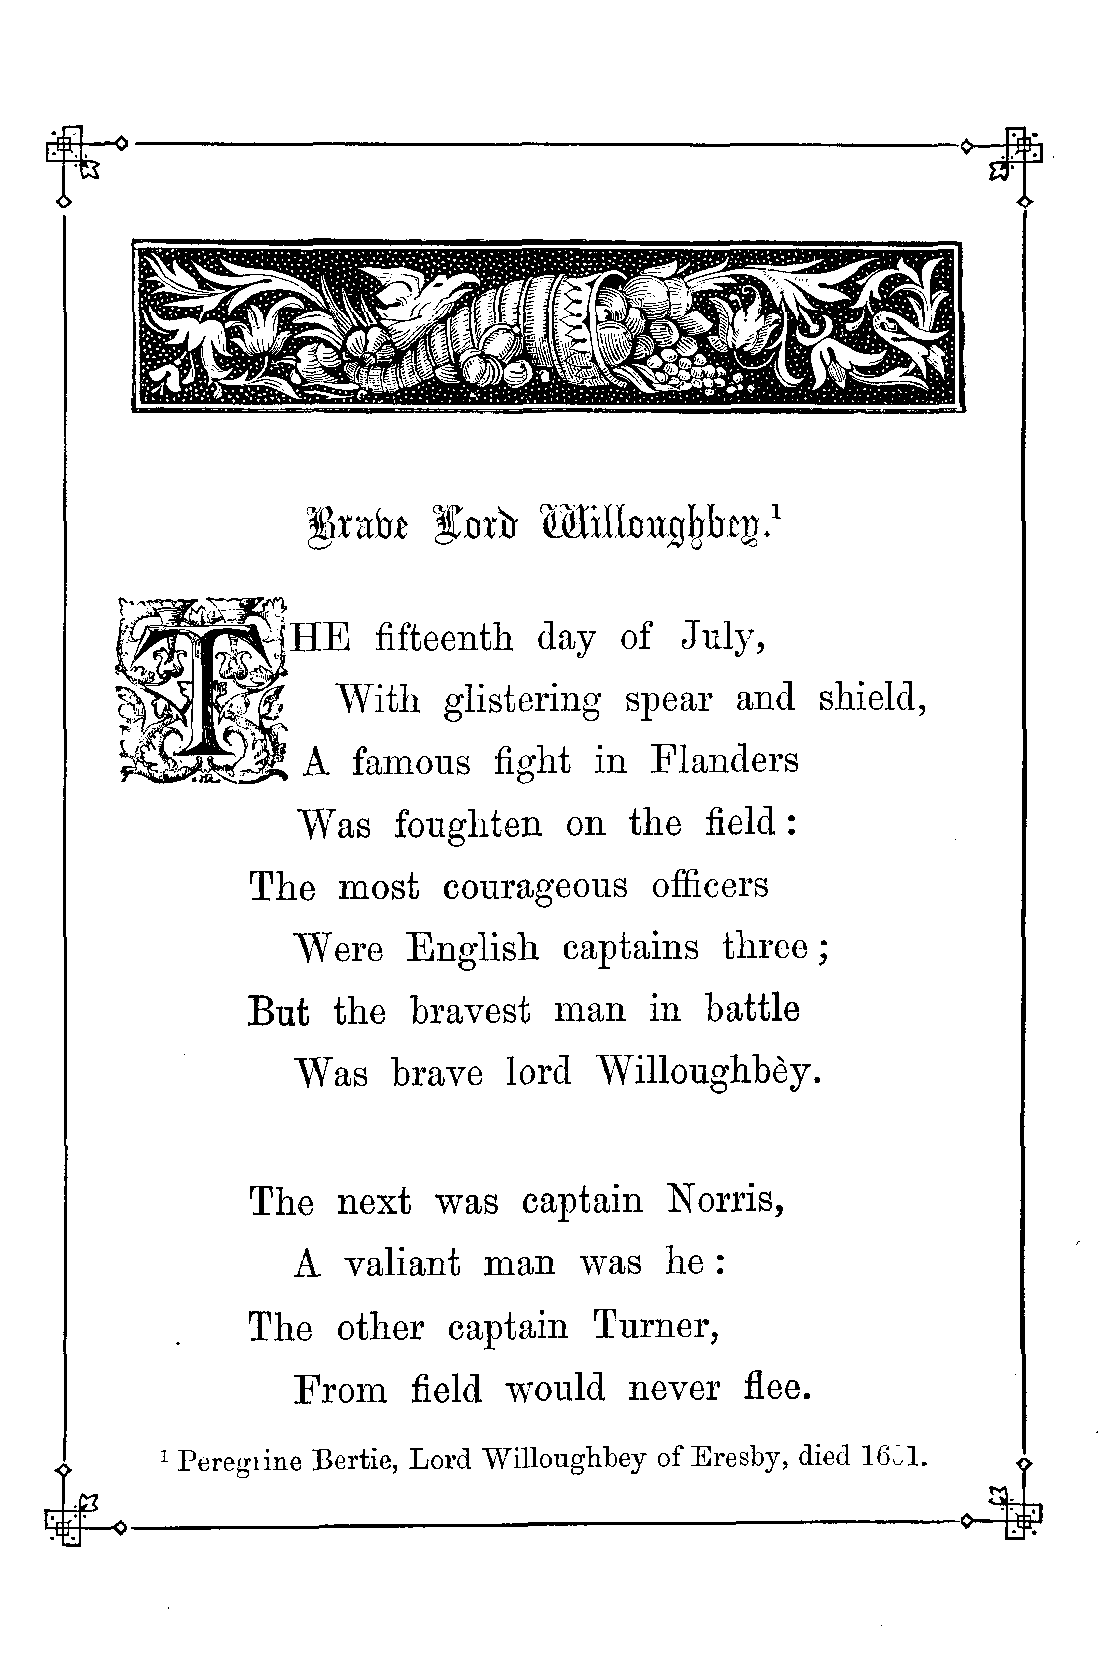 Brave Lord Willoughbey.¹
THE fifteenth day of July,
With glistering spear and shield,
A famous fight in Flanders
Was foughten on the field:
The most courageous officers
Were English captains three;
But the bravest man in battle
Was brave lord Willoughbèy.
The next was captain Norris,
A valiant man was he:
The other captain Turner,
From field would never flee.
¹ Peregrine Bertie, Lord Willoughbey of Eresby, died